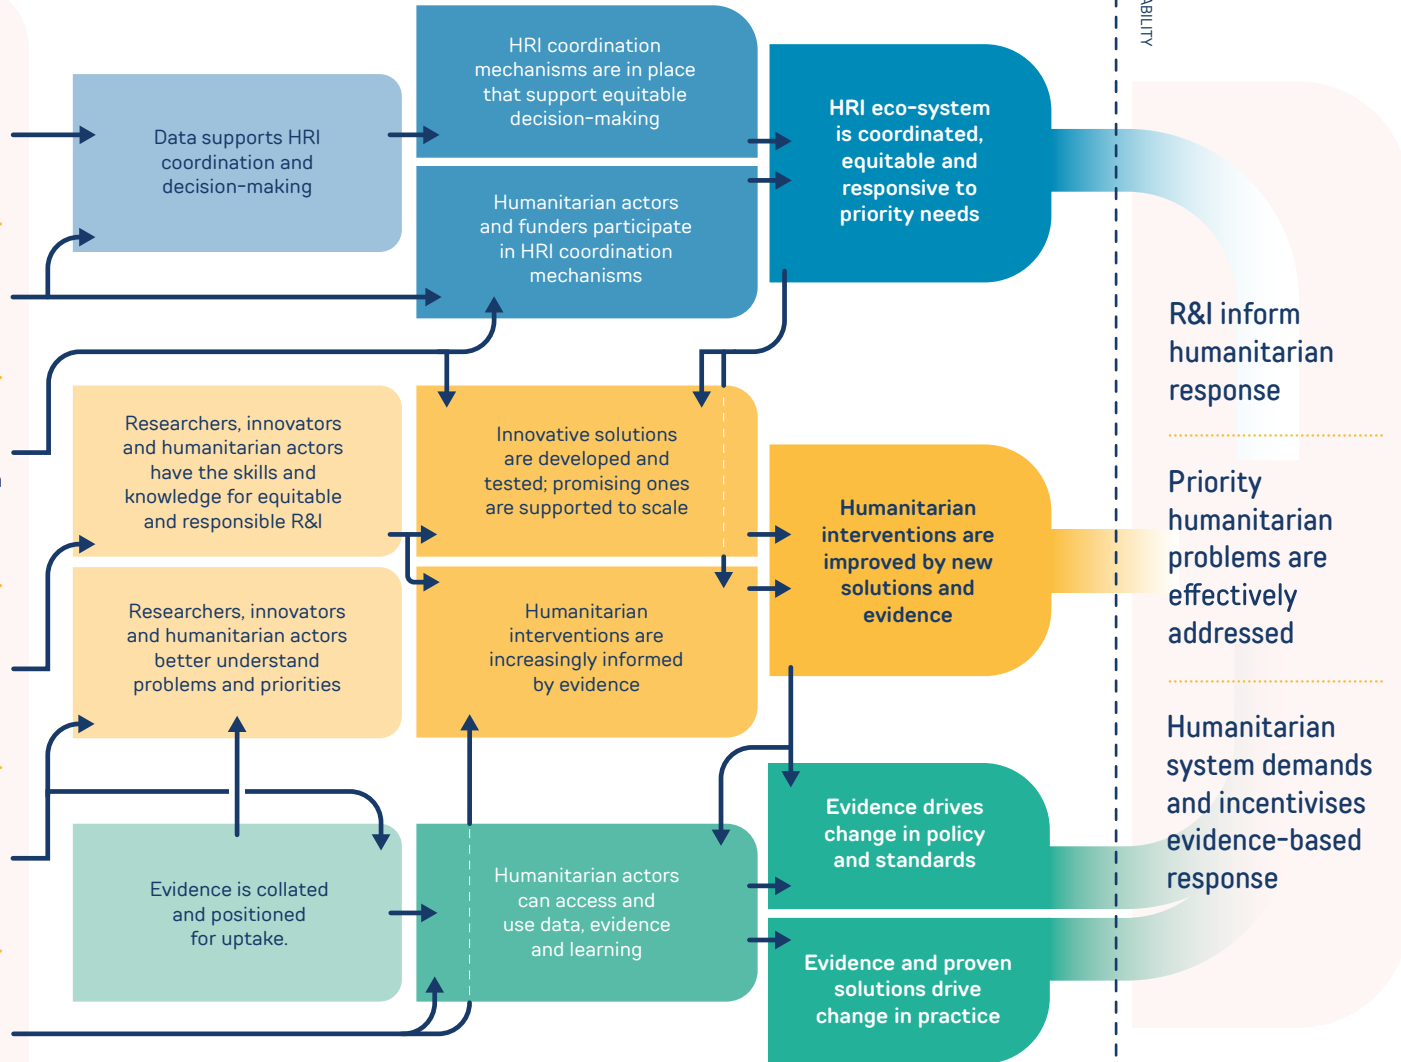 ABILITY
HRI coordination
mechanisms are in place
that support equitable
decision-making
Data supports HRI
coordination and
decision-making
Humanitarian actors
and funders participate
in HRI coordination
mechanisms
HRI eco-system
is coordinated,
equitable and
responsive to
priority needs
Researchers, innovators
and humanitarian actors
have the skills and
knowledge for equitable
and responsible R&I
Innovative solutions
are developed and
tested; promising ones
are supported to scale
Humanitarian
interventions are
improved by new
solutions and
evidence
Researchers, innovators
and humanitarian actors
better understand
problems and priorities
Humanitarian
interventions are
increasingly informed
by evidence
Evidence is collated
and positioned
for uptake.
Humanitarian actors
can access and
use data, evidence
and learning
Evidence drives
change in policy
and standards
Evidence and proven
solutions drive
change in practice
R&I inform
humanitarian
response
Priority
humanitarian
problems are
effectively
addressed
Humanitarian
system demands
and incentivises
evidence-based
response